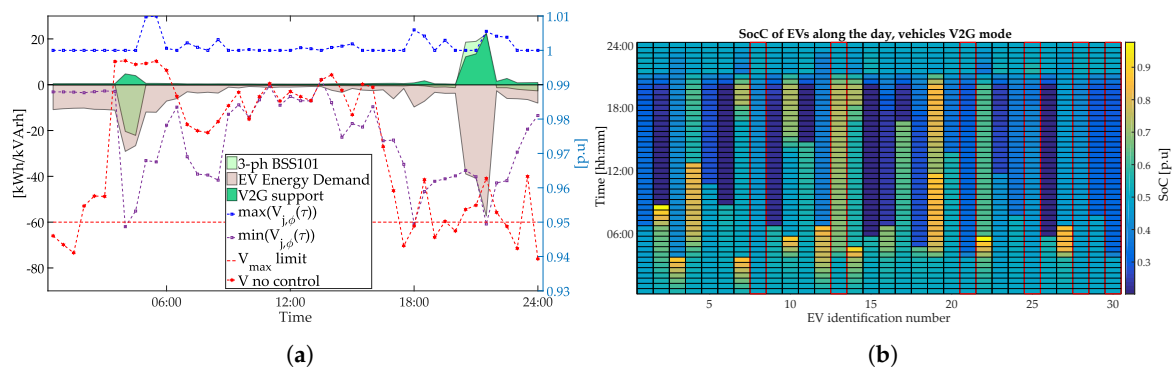 1.01
20
1
0
0.99
-20
0.98
-40
0.97
-60
0.96
-80
0.95
0.94
0.93
[kWh/kVArh]
[p.u]
3-ph BSS101
EV Energy Demand
V2G support
max(V_{j,ϕ}(τ))
min(V_{j,ϕ}(τ))
V_{max} limit
V no control
06:00 12:00 18:00 24:00
Time
(a)
SoC of EVs along the day, vehicles V2G mode
24:00
18:00
12:00
06:00
Time [hh:mm]
5 10 15 20 25 30
EV identification number
0.9
0.8
0.7
0.6
0.5
0.4
0.3
SoC [p.u]
(b)